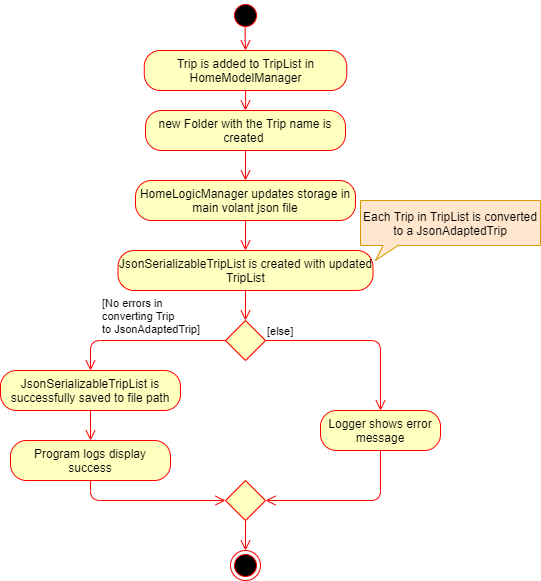 Trip is added to TripList in
HomeModelManager
new Folder with the Trip name is
created
HomeLogicManager updates storage in
main volant json file
Each Trip in TripList is converted
to a JsonAdaptedTrip
JsonSerializableTripList is created with updated
TripList
[No errors in
converting Trip
to JsonAdaptedTrip]
[else]
JsonSerializableTripList is
successfully saved to file path
Logger shows error
message
Program logs display
success